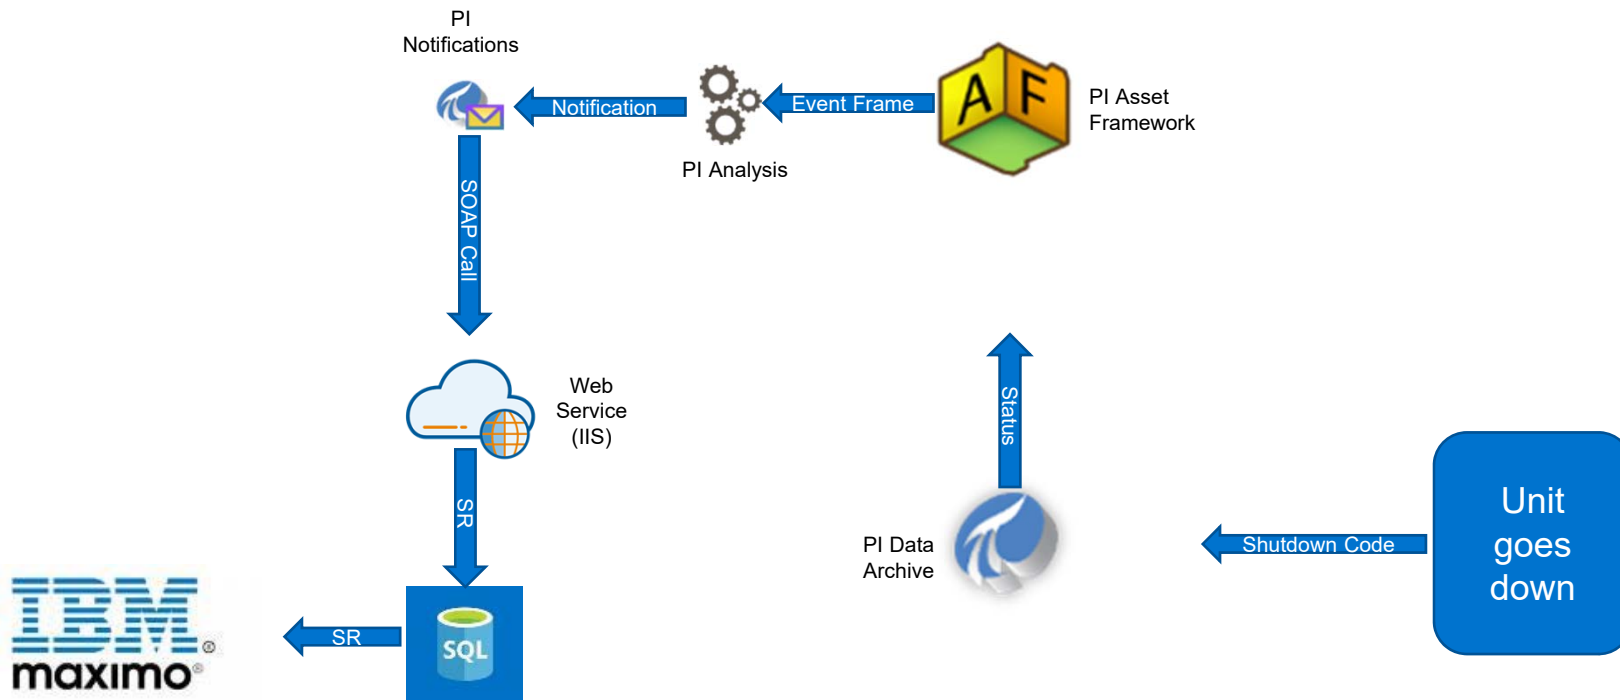 PI
Notifications
Notification
Event Frame
A F
PI Asset
Framework
PI Analysis
SOAP Call
Web
Service
(IIS)
Status
SR
Unit
goes
down
Shutdown Code
PI Data
Archive
IBM®
maximo®
SR
SQL